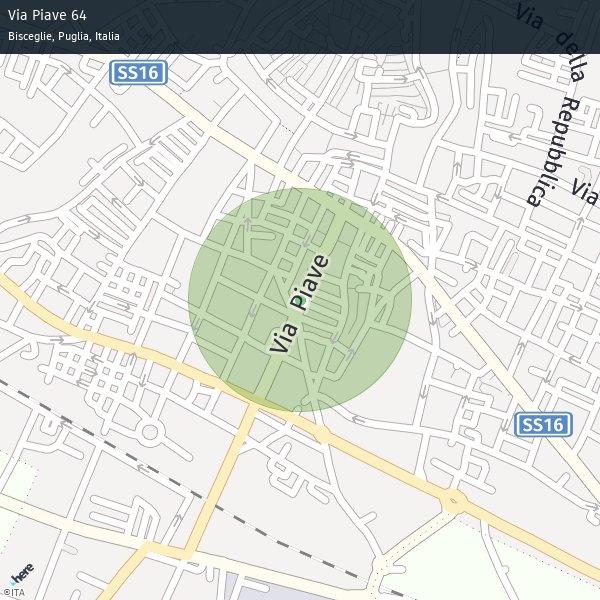 Via Piave 64
Bisceglie, Puglia, Italia
Via della Repubblica
SS16
Via
Via Piave
SS16
here
©ITA